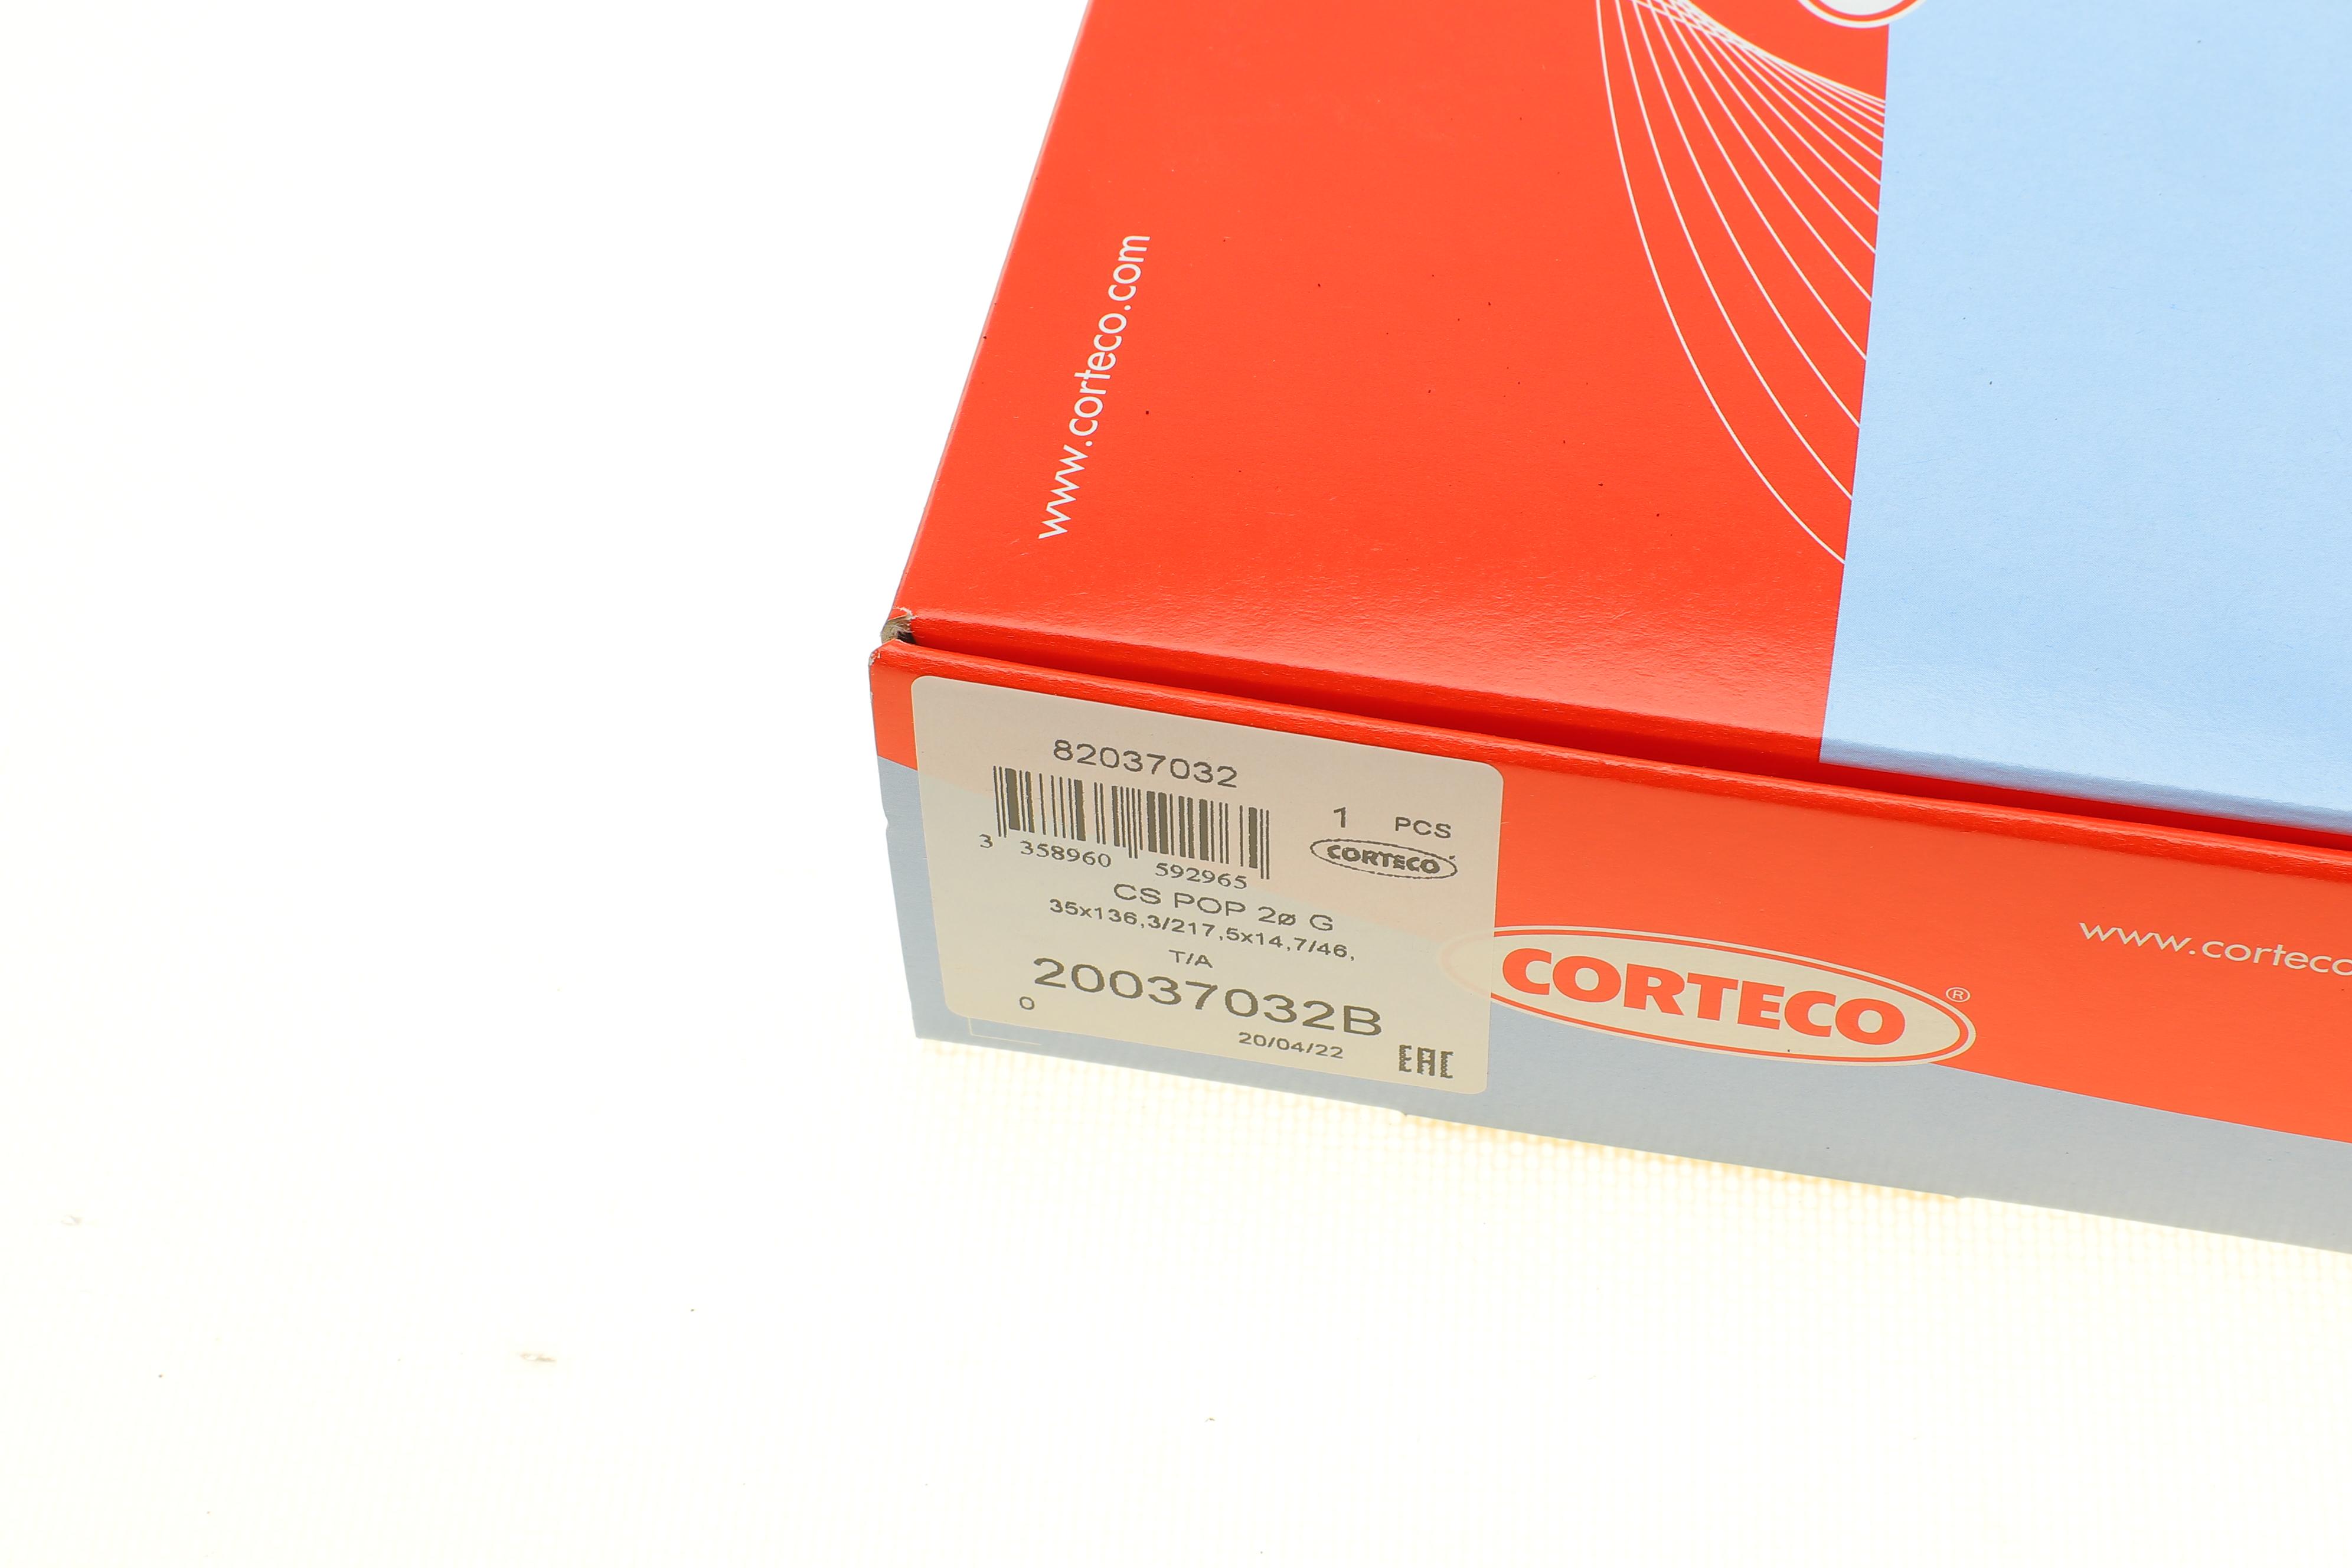 www.corteco.com
82037032
3 358960 592965
1 PCS
CORTECO
CS POP 2ø G
35x136,3/217,5x14,7/46,
T/A
20037032B
0
20/04/22
EAC
CORTECO®
www.corteco